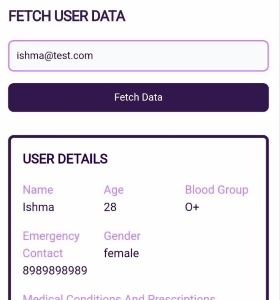 FETCH USER DATA
ishma@test.com
Fetch Data
USER DETAILS
Name Age Blood Group
Ishma 28 O+
Emergency Gender
Contact female
8989898989
Medical Conditions And Prescriptions